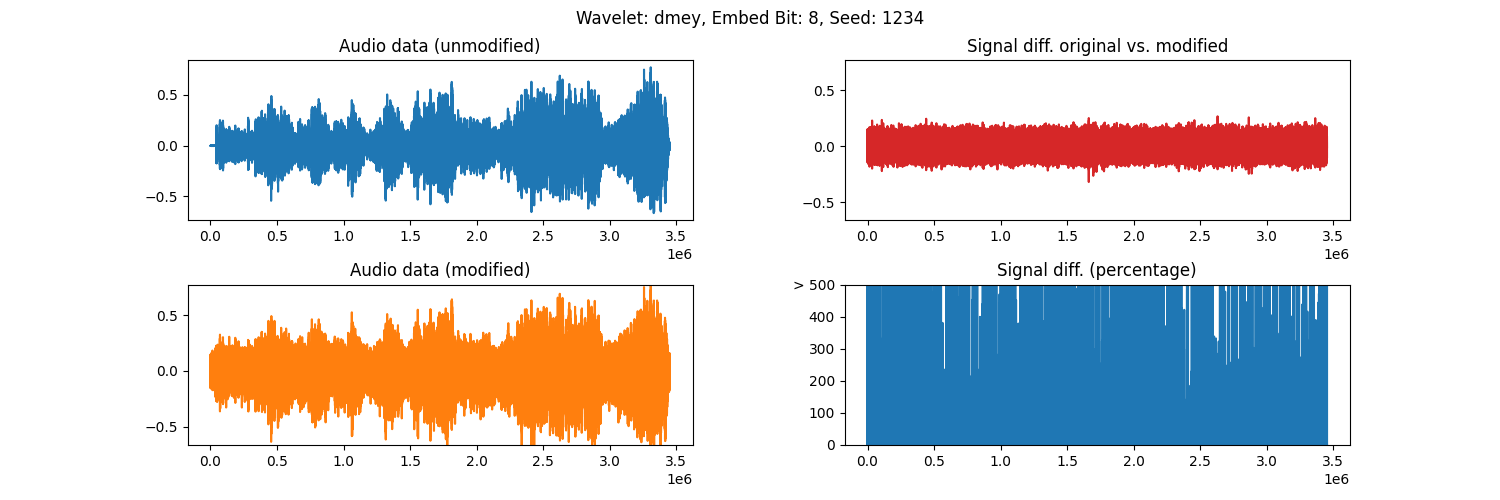 Wavelet: dmey, Embed Bit: 8, Seed: 1234
Audio data (unmodified)
0.5
0.0
−0.5
0.0 0.5 1.0 1.5 2.0 2.5 3.0 3.5
1e6
Signal diff. original vs. modified
0.5
0.0
−0.5
0.0 0.5 1.0 1.5 2.0 2.5 3.0 3.5
1e6
Audio data (modified)
0.5
0.0
−0.5
0.0 0.5 1.0 1.5 2.0 2.5 3.0 3.5
1e6
Signal diff. (percentage)
> 500
400
300
200
100
0
0.0 0.5 1.0 1.5 2.0 2.5 3.0 3.5
1e6